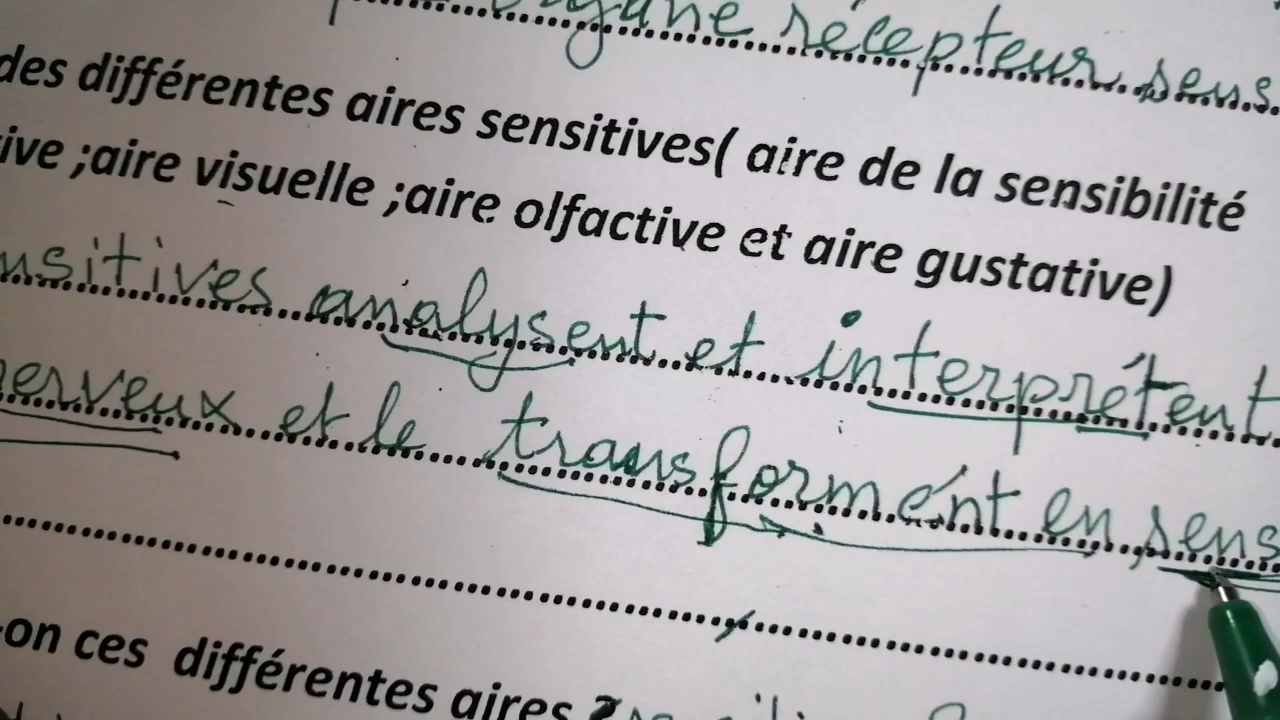 organe récepteur sens
des différentes aires sensitives( aire de la sensibilité
ive ;aire visuelle ;aire olfactive et aire gustative)
nsitives analysent et interprétent
nerveux et le transforment en sens
-on ces différentes aires ?